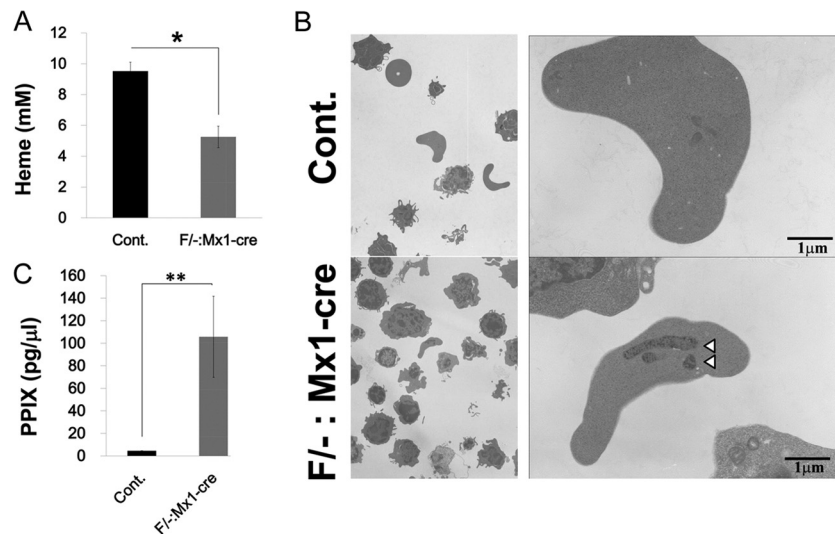 A
*
Heme (mM)
12
10
8
6
4
2
0
Cont.
F/-:Mx1-cre
C
**
PPIX (pg/µl)
160
140
120
100
80
60
40
20
0
Cont.
F/-:Mx1-cre
B
Cont.
1µm
F/- : Mx1-cre
1µm